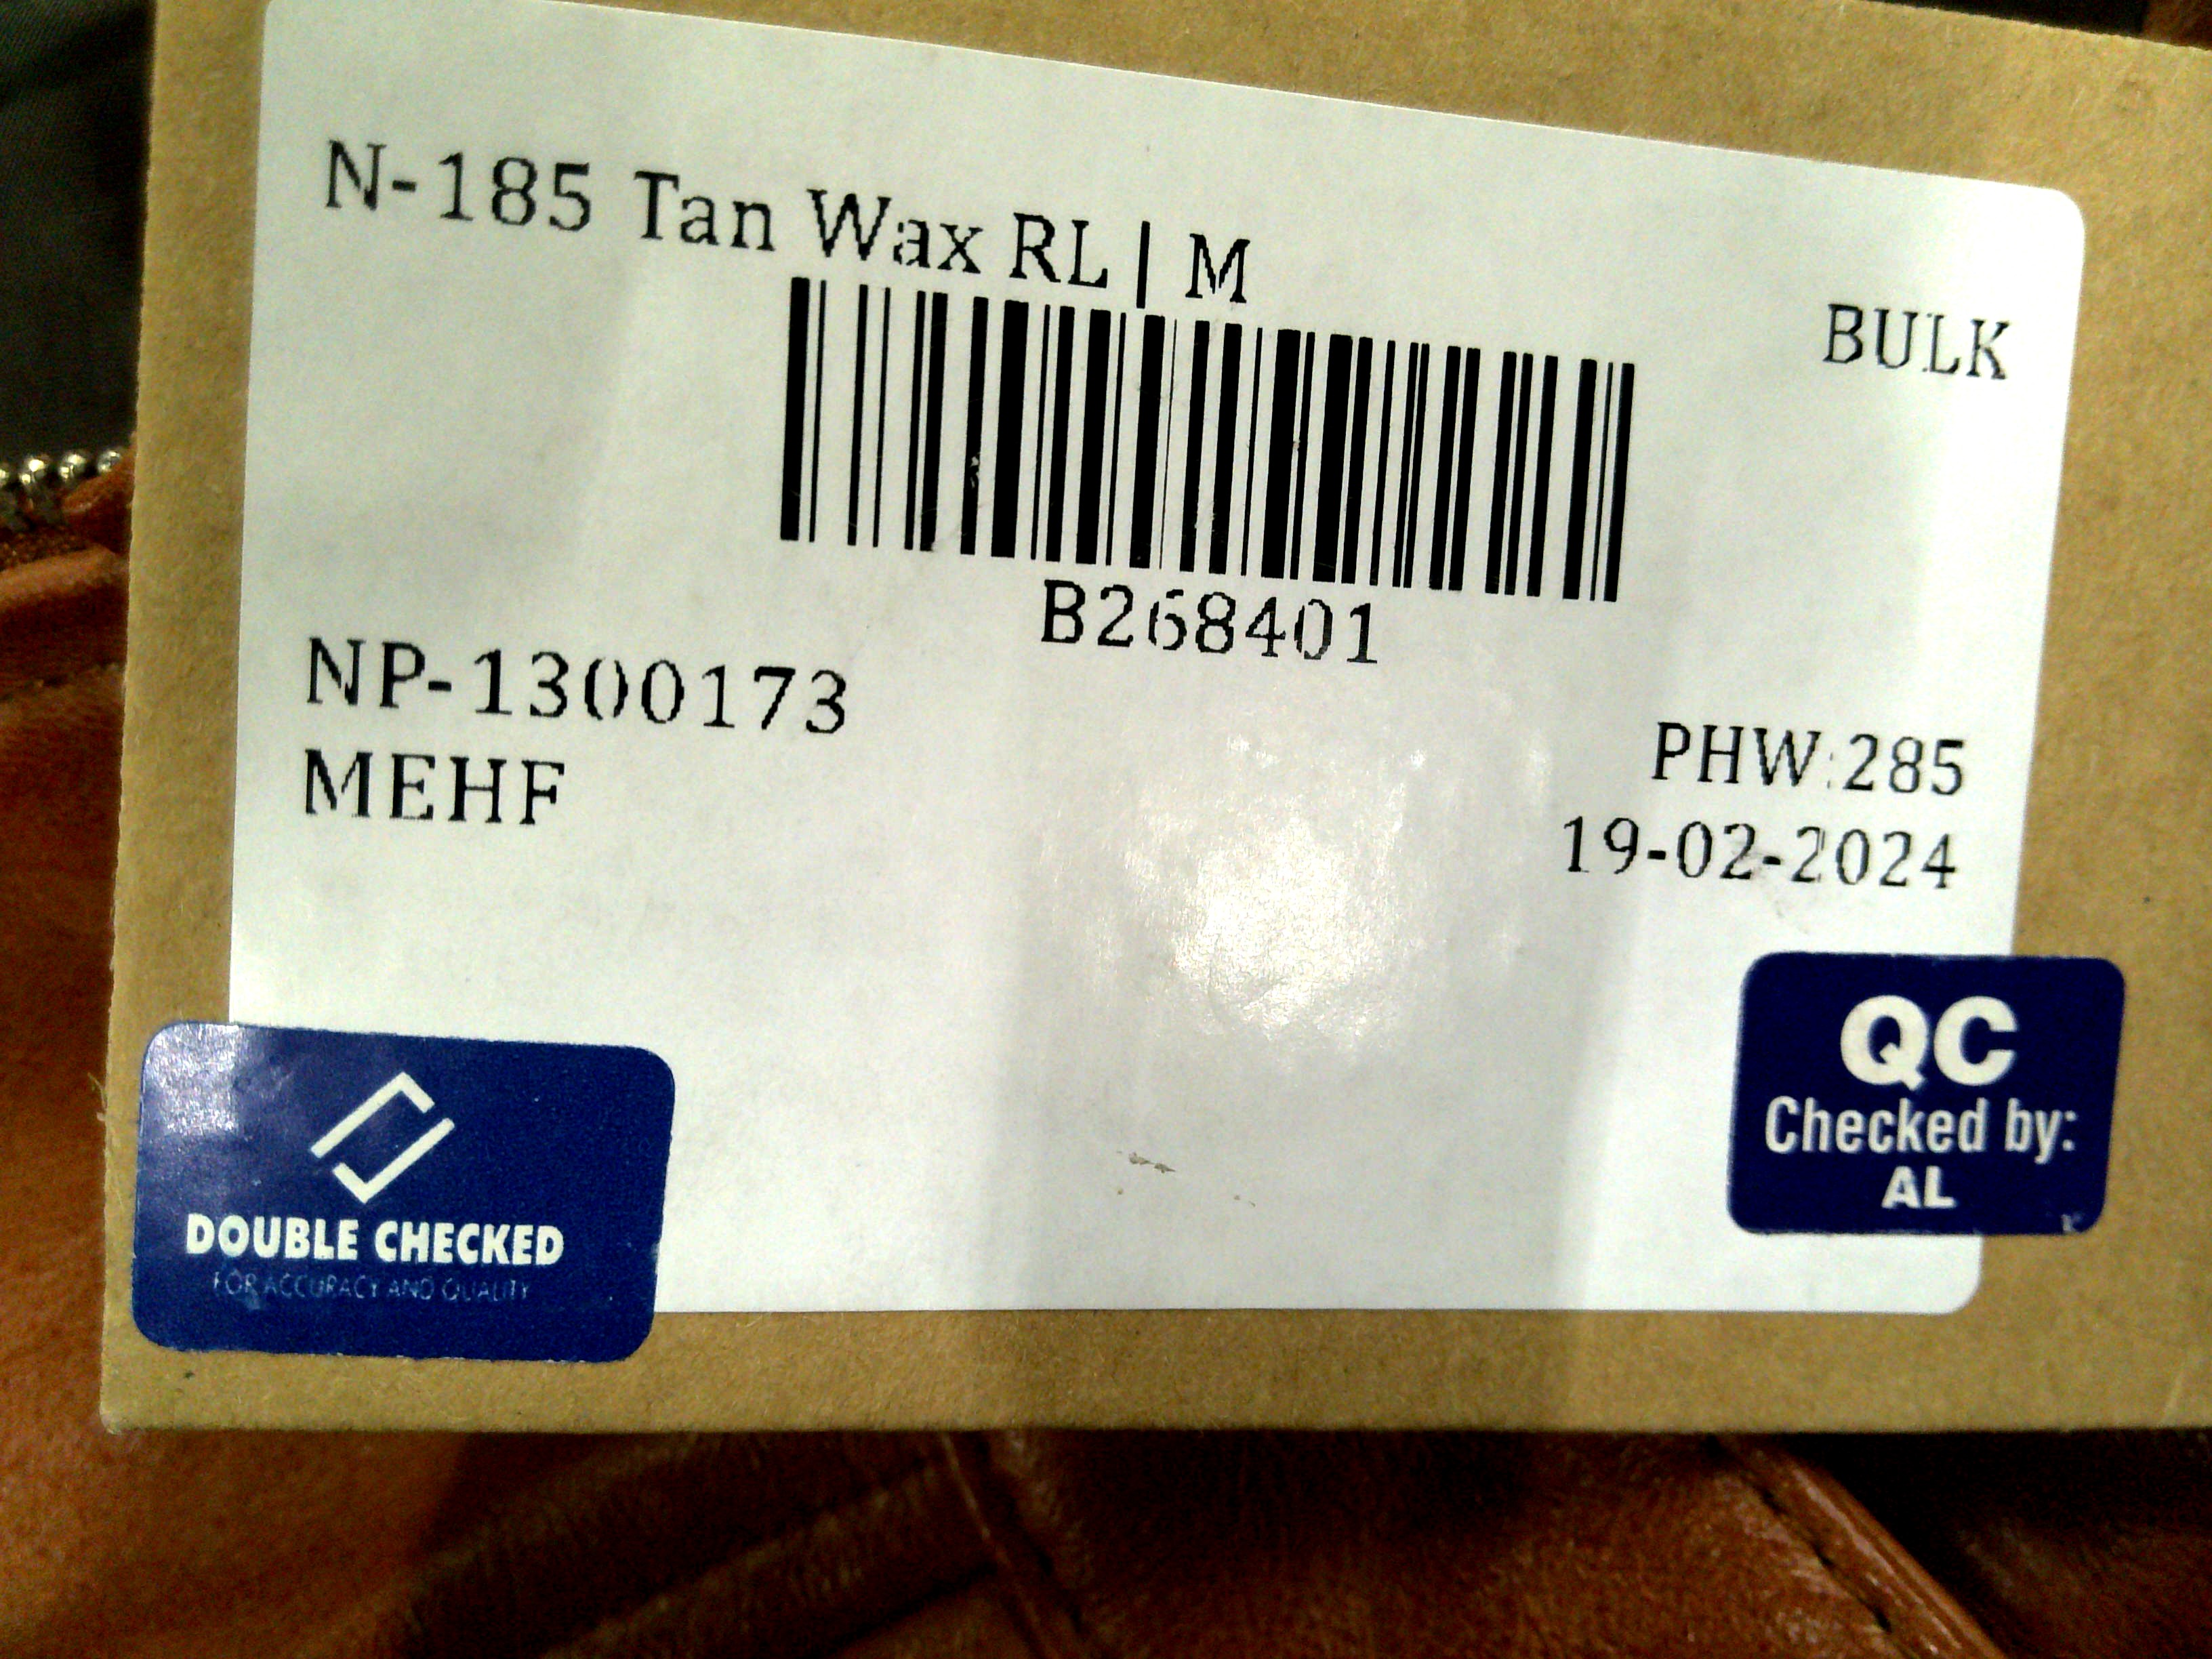 N-185 Tan Wax RL | M
BULK
B268401
NP-1300173
MEHF
PHW:285
19-02-2024
DOUBLE CHECKED
FOR ACCURACY AND QUALITY
QC
Checked by:
AL